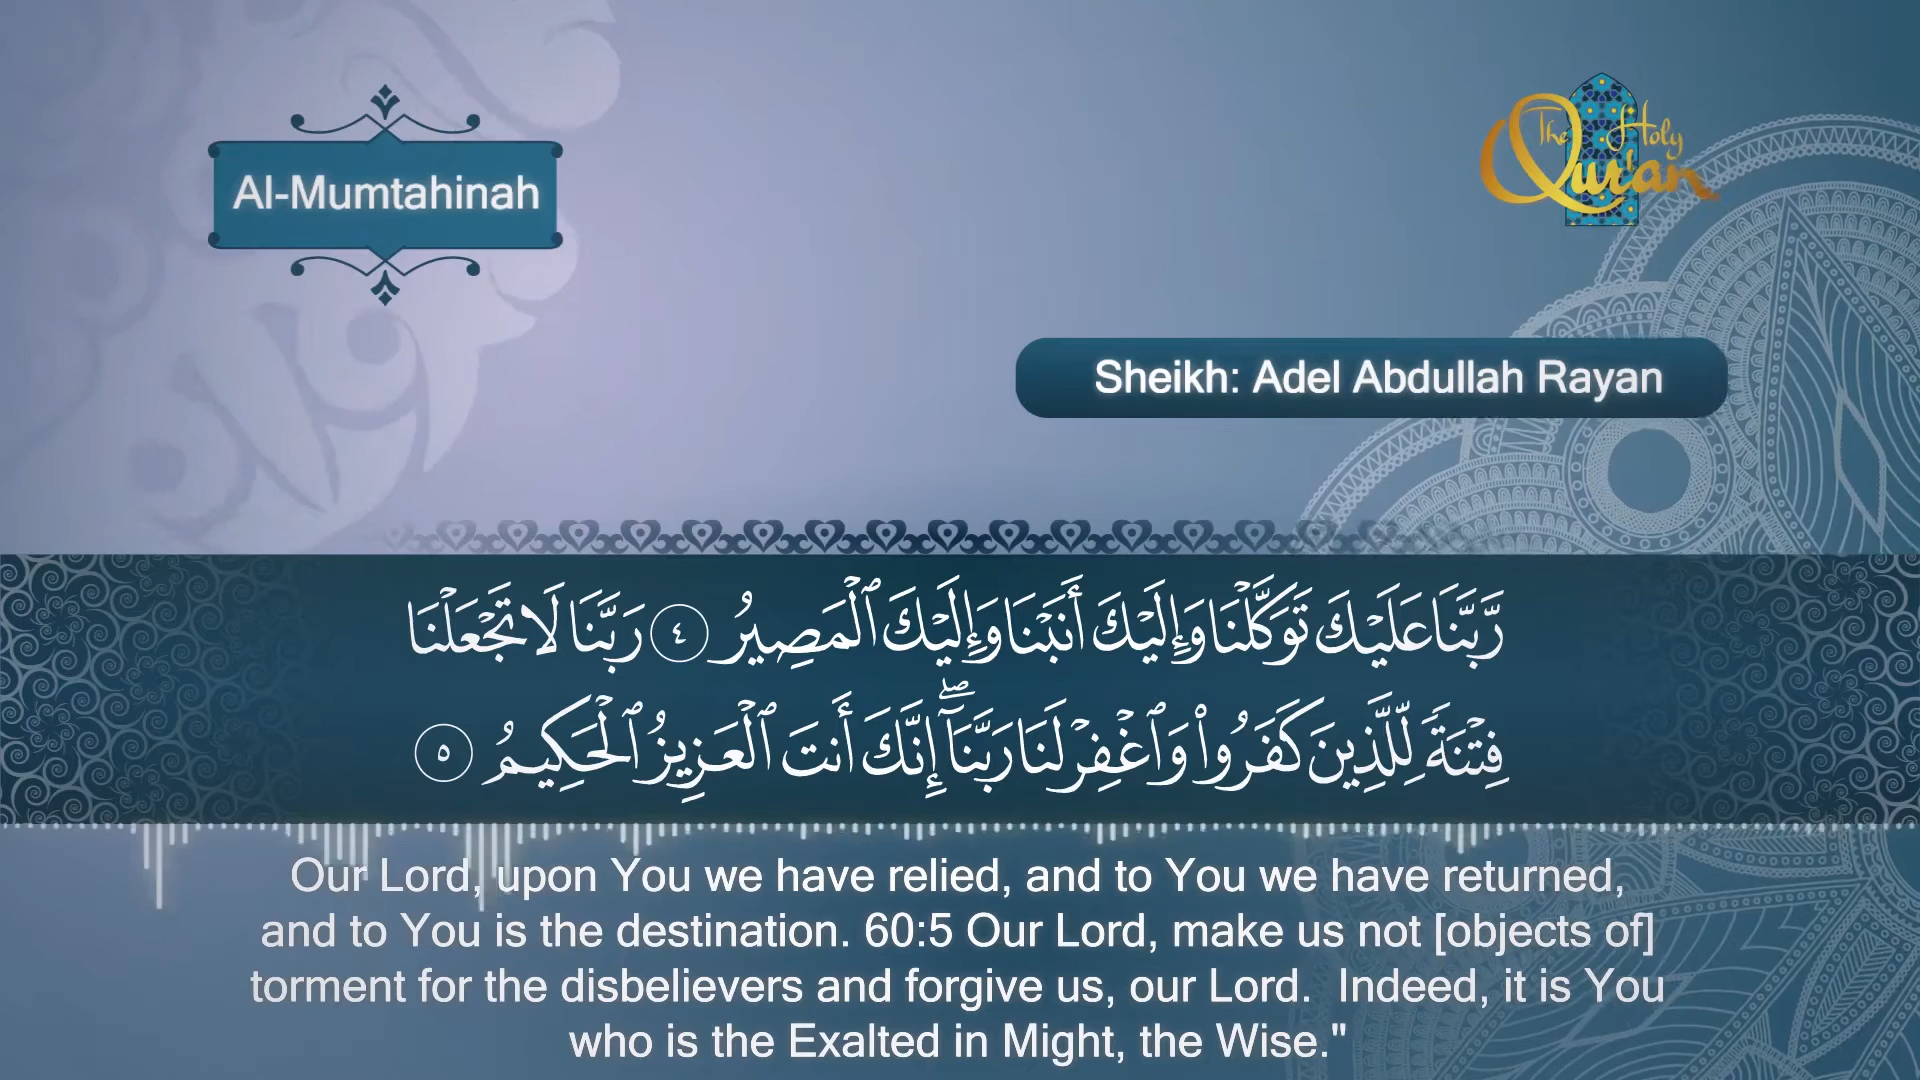 Al-Mumtahinah
The Holy
Qur'an
Sheikh: Adel Abdullah Rayan
رَّبَّنَا عَلَيْكَ تَوَكَّلْنَا وَإِلَيْكَ أَنَبْنَا وَإِلَيْكَ ٱلْمَصِيرُ ٤ رَبَّنَا لَا تَجْعَلْنَا
فِتْنَةً لِّلَّذِينَ كَفَرُوا۟ وَٱغْفِرْ لَنَا رَبَّنَآ ۖ إِنَّكَ أَنتَ ٱلْعَزِيزُ ٱلْحَكِيمُ ٥
Our Lord, upon You we have relied, and to You we have returned,
and to You is the destination. 60:5 Our Lord, make us not [objects of]
torment for the disbelievers and forgive us, our Lord.  Indeed, it is You
who is the Exalted in Might, the Wise."